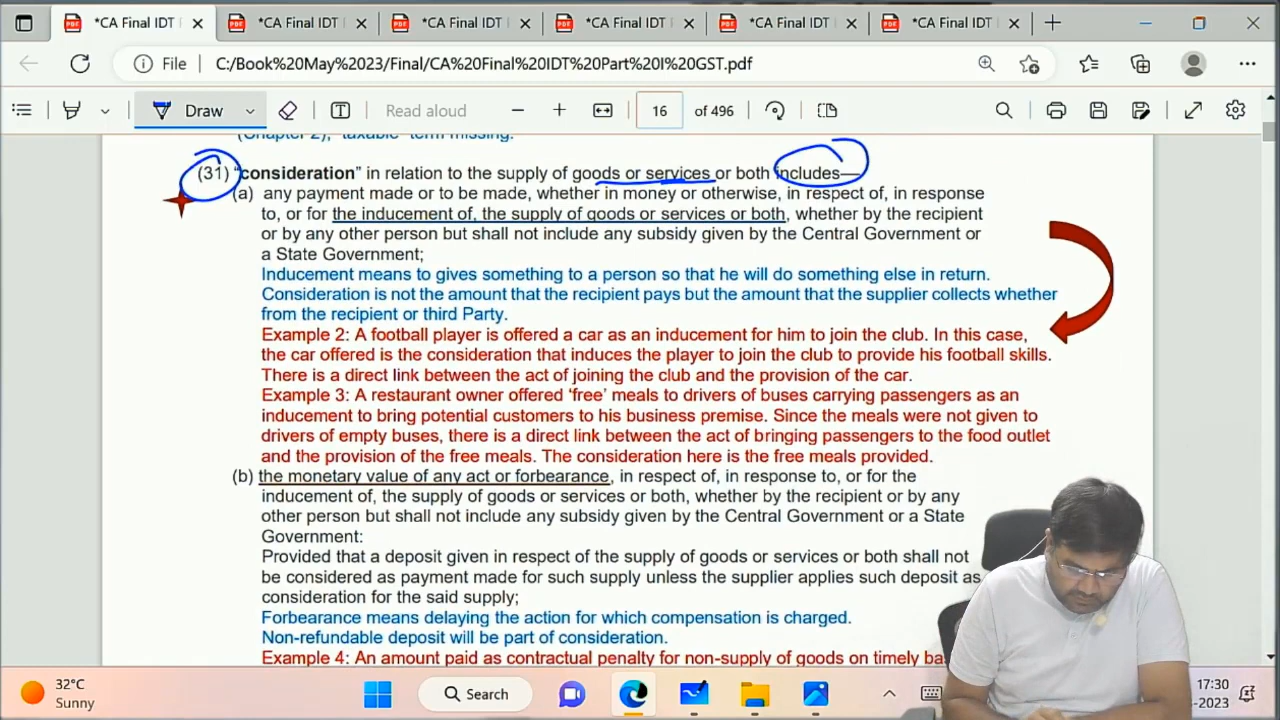 *CA Final IDT
*CA Final IDT
*CA Final IDT
*CA Final IDT
*CA Final IDT
*CA Final IDT
File C:/Book%20May%202023/Final/CA%20Final%20IDT%20Part%20I%20GST.pdf
Draw Read aloud 16 of 496
(Chapter 2), "taxable" term missing.
(31) "consideration" in relation to the supply of goods or services or both includes—
(a) any payment made or to be made, whether in money or otherwise, in respect of, in response
to, or for the inducement of, the supply of goods or services or both, whether by the recipient
or by any other person but shall not include any subsidy given by the Central Government or
a State Government;
Inducement means to gives something to a person so that he will do something else in return.
Consideration is not the amount that the recipient pays but the amount that the supplier collects whether
from the recipient or third Party.
Example 2: A football player is offered a car as an inducement for him to join the club. In this case,
the car offered is the consideration that induces the player to join the club to provide his football skills.
There is a direct link between the act of joining the club and the provision of the car.
Example 3: A restaurant owner offered 'free' meals to drivers of buses carrying passengers as an
inducement to bring potential customers to his business premise. Since the meals were not given to
drivers of empty buses, there is a direct link between the act of bringing passengers to the food outlet
and the provision of the free meals. The consideration here is the free meals provided.
(b) the monetary value of any act or forbearance, in respect of, in response to, or for the
inducement of, the supply of goods or services or both, whether by the recipient or by any
other person but shall not include any subsidy given by the Central Government or a State
Government:
Provided that a deposit given in respect of the supply of goods or services or both shall not
be considered as payment made for such supply unless the supplier applies such deposit as
consideration for the said supply;
Forbearance means delaying the action for which compensation is charged.
Non-refundable deposit will be part of consideration.
Example 4: An amount paid as contractual penalty for non-supply of goods on timely
32°C
Sunny
Search
17:30
-2023